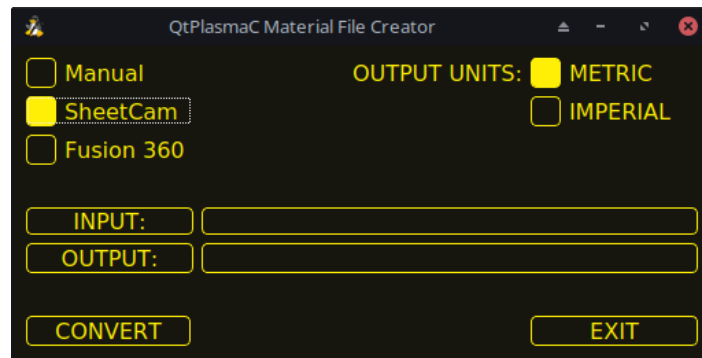 QtPlasmaC Material File Creator
Manual OUTPUT UNITS: METRIC
SheetCam IMPERIAL
Fusion 360
INPUT:
OUTPUT:
CONVERT EXIT